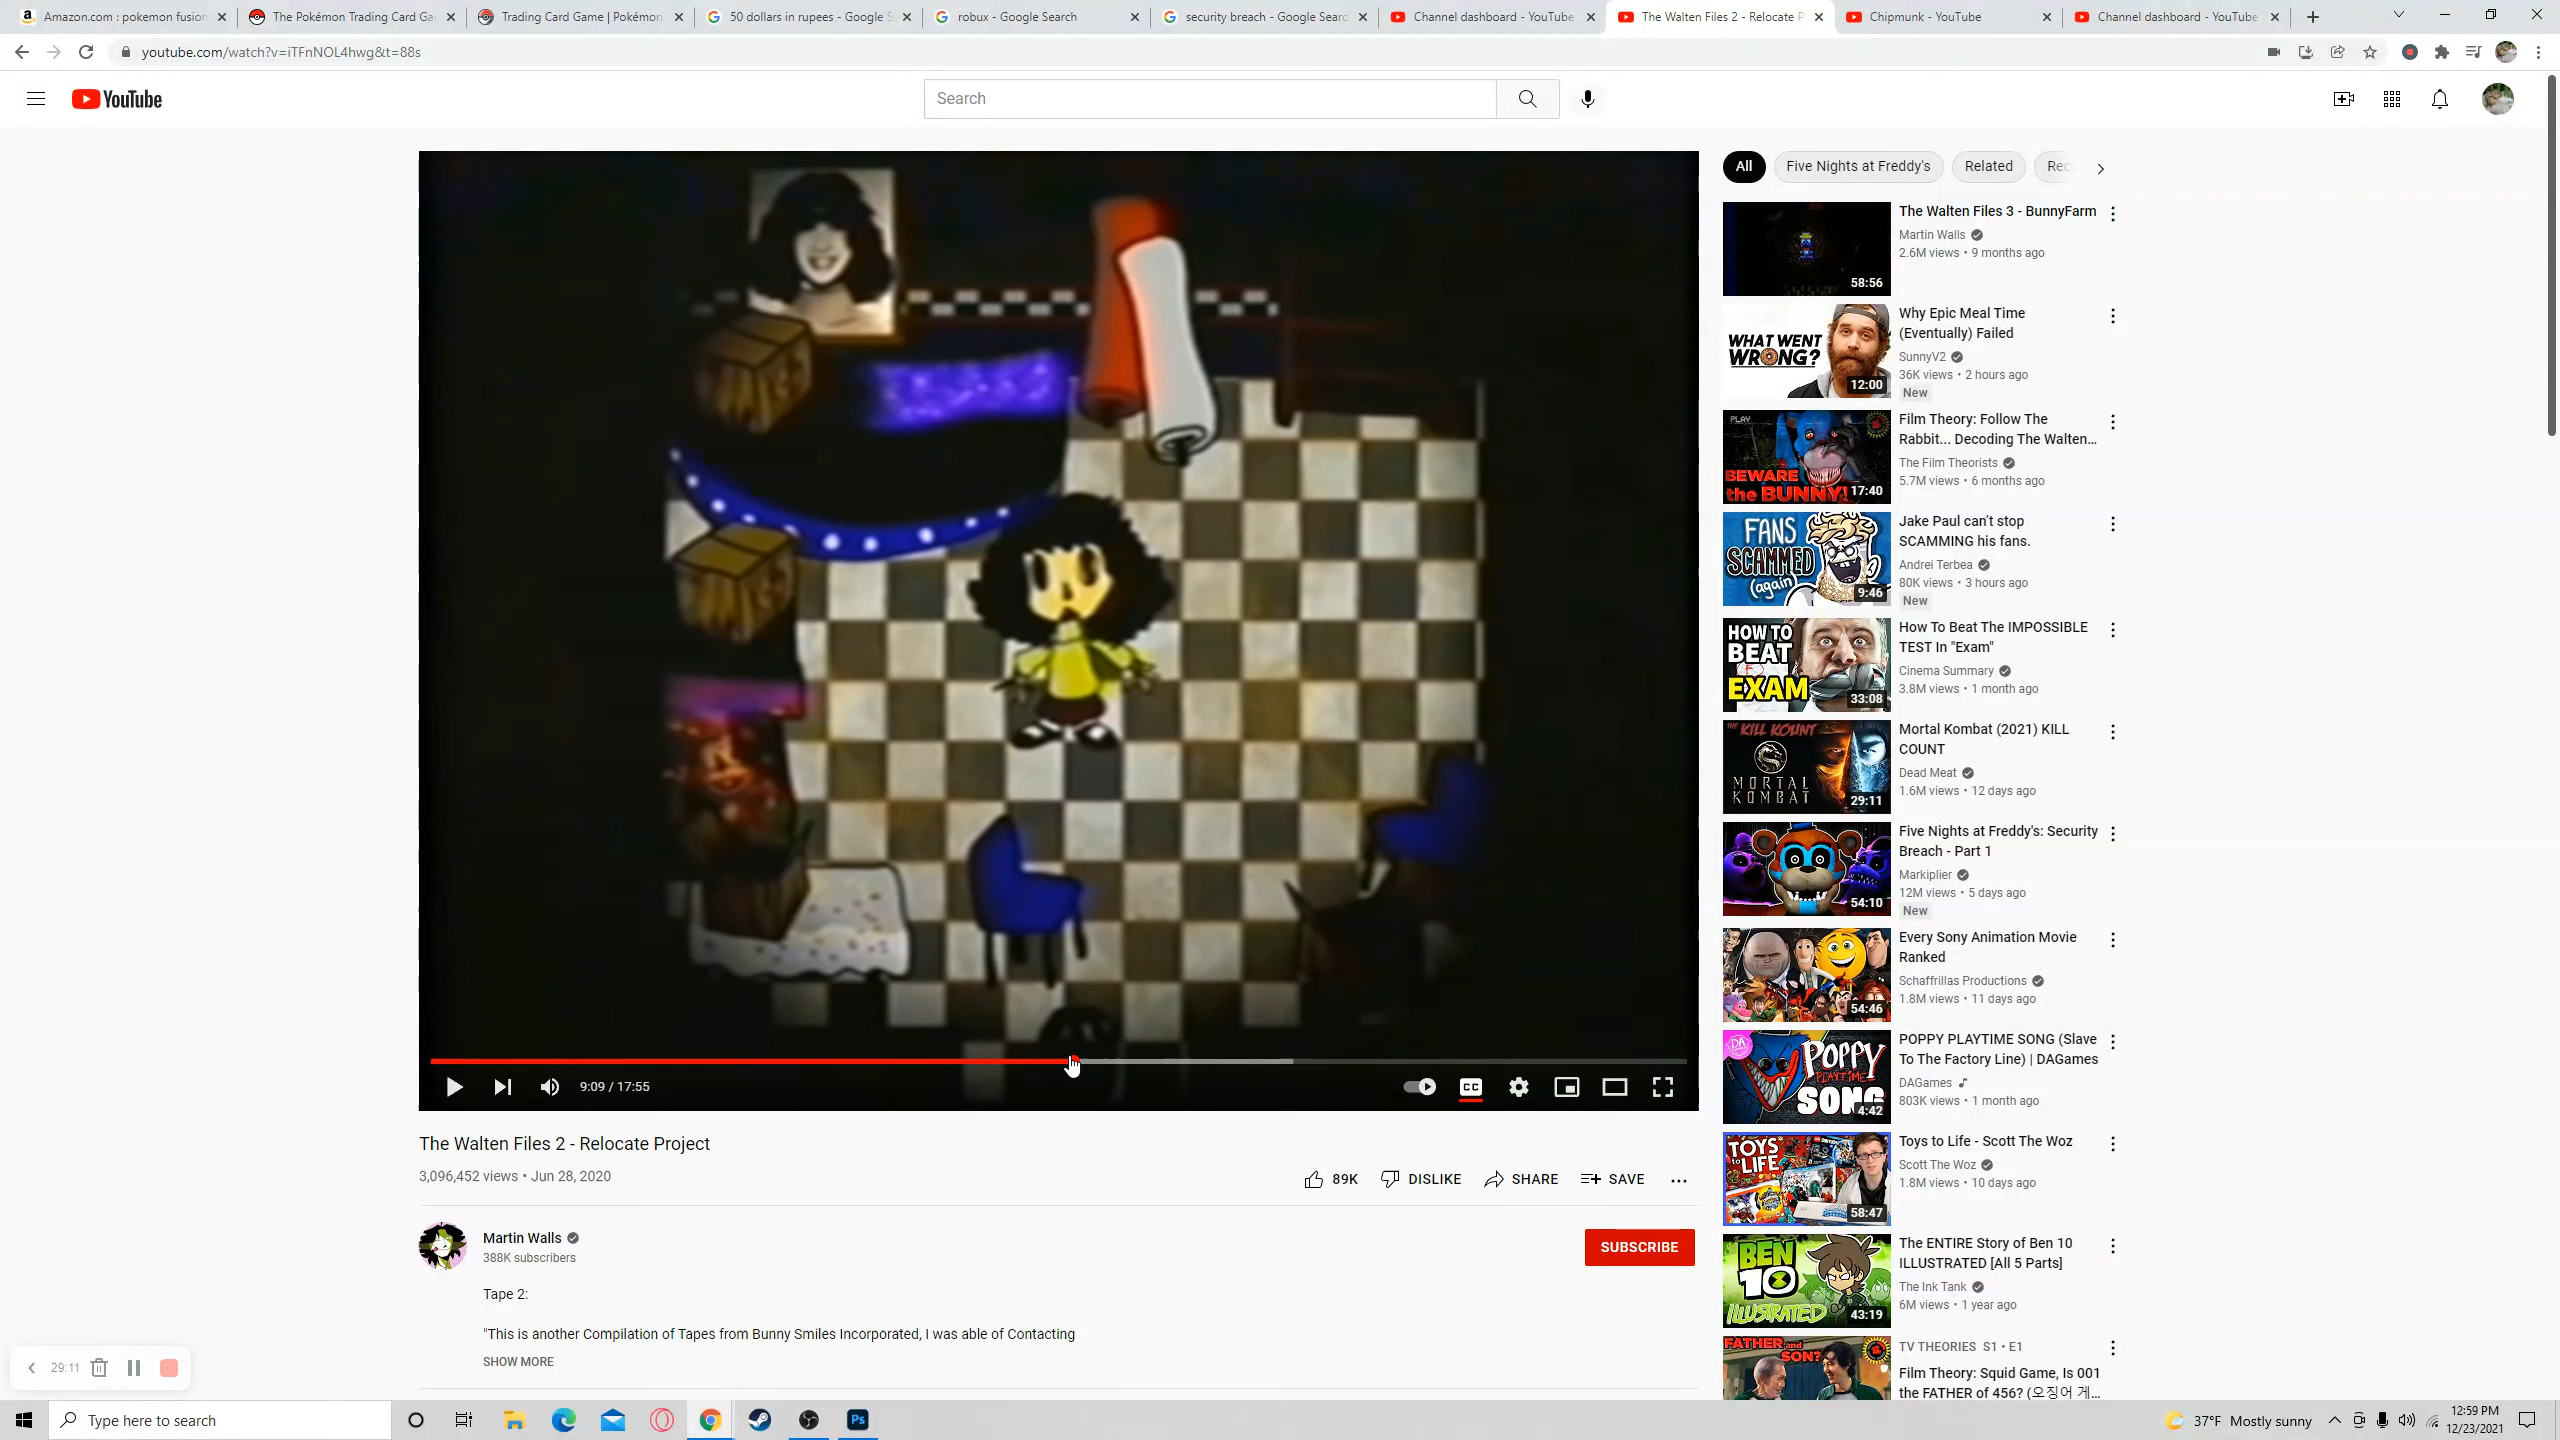 Amazon.com : pokemon fusion
The Pokémon Trading Card Ga
Trading Card Game | Pokémon
50 dollars in rupees - Google S
robux - Google Search
security breach - Google Searc
Channel dashboard - YouTube
The Walten Files 2 - Relocate P
Chipmunk - YouTube
Channel dashboard - YouTube
youtube.com/watch?v=iTFnNOL4hwg&t=88s
YouTube
Search
All
Five Nights at Freddy's
Related
Rec
The Walten Files 3 - BunnyFarm
Martin Walls
2.6M views • 9 months ago
58:56
WHAT WENT
WRONG?
12:00
Why Epic Meal Time
(Eventually) Failed
SunnyV2
36K views • 2 hours ago
New
PLAY
BEWARE
the BUNNY!
17:40
Film Theory: Follow The
Rabbit... Decoding The Walten...
The Film Theorists
5.7M views • 6 months ago
FANS
SCAMMED
(again)
9:46
Jake Paul can't stop
SCAMMING his fans.
Andrei Terbea
80K views • 3 hours ago
New
HOW TO
BEAT
EXAM
33:08
How To Beat The IMPOSSIBLE
TEST In "Exam"
Cinema Summary
3.8M views • 1 month ago
THE KILL KOUNT
MORTAL
KOMBAT
29:11
Mortal Kombat (2021) KILL
COUNT
Dead Meat
1.6M views • 12 days ago
54:10
Five Nights at Freddy's: Security
Breach - Part 1
Markiplier
12M views • 5 days ago
New
54:46
Every Sony Animation Movie
Ranked
Schaffrillas Productions
1.8M views • 11 days ago
DA
POPPY
PLAYTIME
SONG
4:42
POPPY PLAYTIME SONG (Slave
To The Factory Line) | DAGames
DAGames
803K views • 1 month ago
TOYS
to
LIFE
58:47
Toys to Life - Scott The Woz
Scott The Woz
1.8M views • 10 days ago
BEN
10
ILLUSTRATED
43:19
The ENTIRE Story of Ben 10
ILLUSTRATED [All 5 Parts]
The Ink Tank
6M views • 1 year ago
FATHER and
SON?
TV THEORIES S1 • E1
Film Theory: Squid Game, Is 001
the FATHER of 456? (오징어 게...
9:09 / 17:55
CC
The Walten Files 2 - Relocate Project
3,096,452 views • Jun 28, 2020
89K
DISLIKE
SHARE
SAVE
Martin Walls
388K subscribers
SUBSCRIBE
Tape 2:
"This is another Compilation of Tapes from Bunny Smiles Incorporated, I was able of Contacting
SHOW MORE
29:11
Type here to search
Ps
37°F Mostly sunny
12:59 PM
12/23/2021